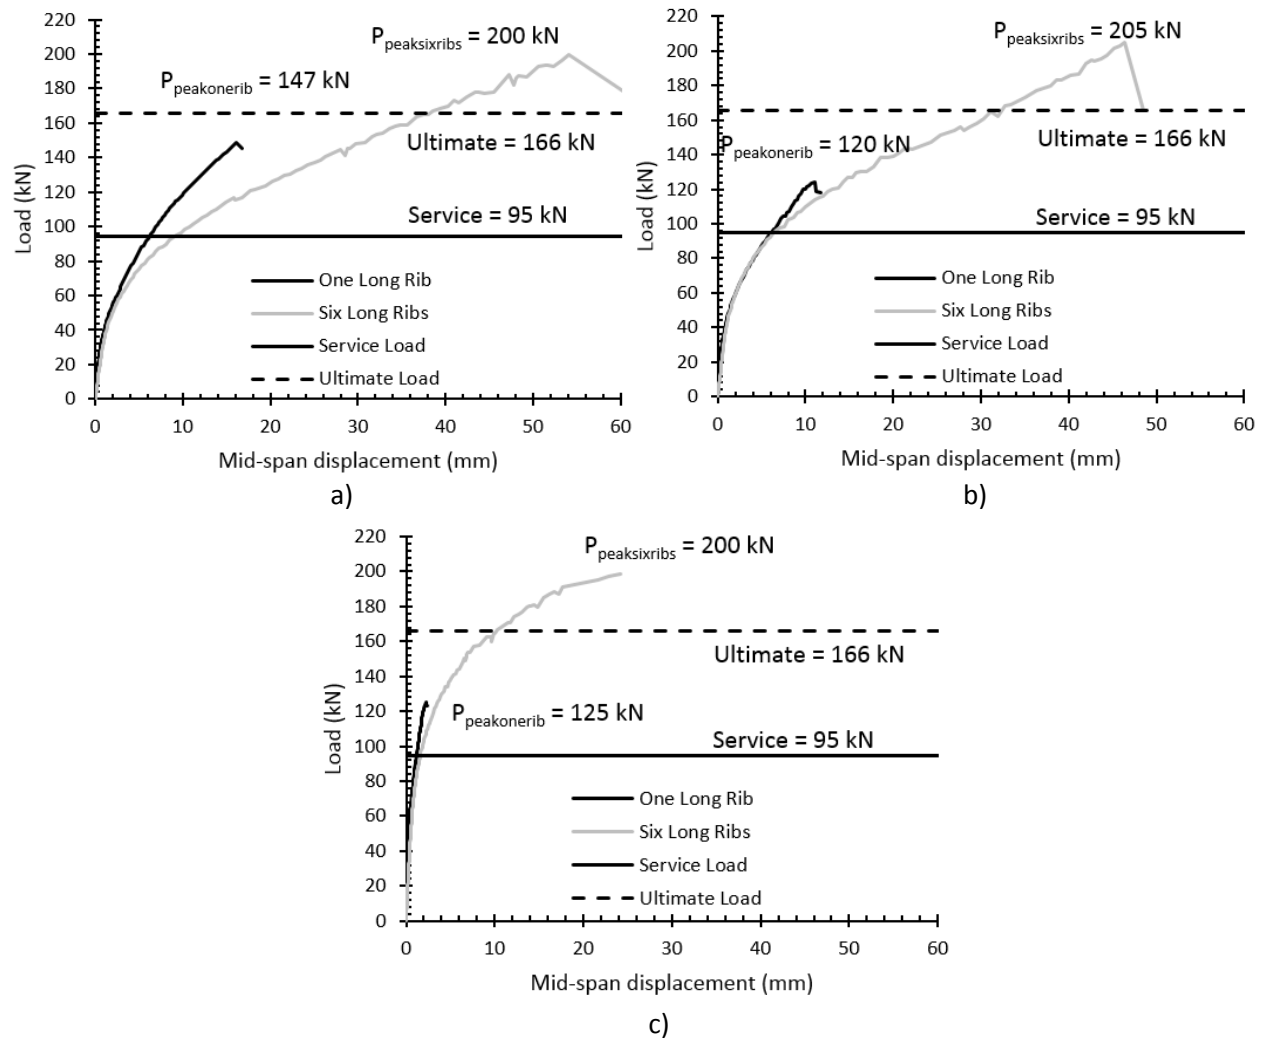 220
200
180
160
140
120
100
80
60
40
20
0
Load (kN)
Ppeaksixribs = 200 kN
Ppeakonerib = 147 kN
Ultimate = 166 kN
Service = 95 kN
One Long Rib
Six Long Ribs
Service Load
Ultimate Load
0 10 20 30 40 50 60
Mid-span displacement (mm)
a)
220
200
180
160
140
120
100
80
60
40
20
0
Load (kN)
Ppeaksixribs = 205 kN
Ultimate = 166 kN
Ppeakonerib = 120 kN
Service = 95 kN
One Long Rib
Six Long Ribs
Service Load
Ultimate Load
0 10 20 30 40 50 60
Mid-span displacement (mm)
b)
220
200
180
160
140
120
100
80
60
40
20
0
Load (kN)
Ppeaksixribs = 200 kN
Ultimate = 166 kN
Ppeakonerib = 125 kN
Service = 95 kN
One Long Rib
Six Long Ribs
Service Load
Ultimate Load
0 10 20 30 40 50 60
Mid-span displacement (mm)
c)